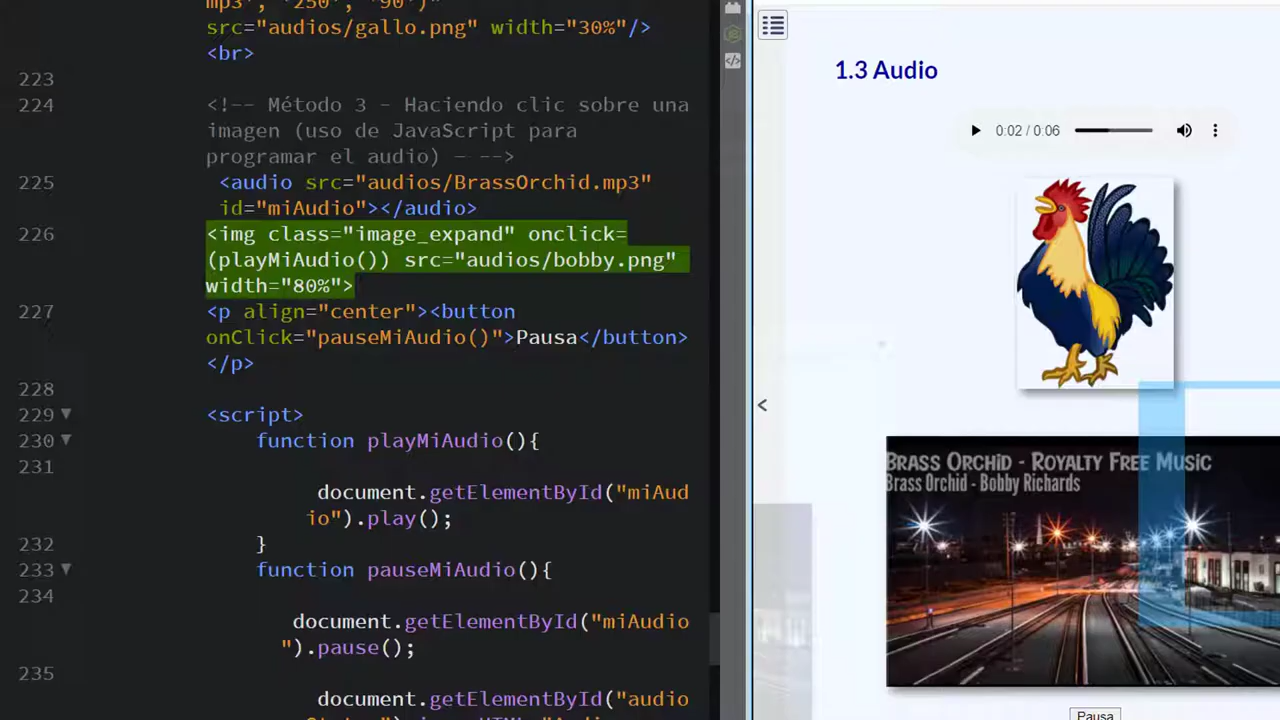 mp3', '250', '90')"
src="audios/gallo.png" width="30%"/>
<br>
223
224 <!-- Método 3 - Haciendo clic sobre una
imagen (uso de JavaScript para
programar el audio) - -->
225 <audio src="audios/BrassOrchid.mp3"
id="miAudio"></audio>
226 <img class="image_expand" onclick=
(playMiAudio()) src="audios/bobby.png"
width="80%">
227 <p align="center"><button
onClick="pauseMiAudio()">Pausa</button>
</p>
228
229 <script>
230 function playMiAudio(){
231
document.getElementById("miAud
io").play();
232 }
233 function pauseMiAudio(){
234
document.getElementById("miAudio
").pause();
235
document.getElementById("audio
1.3 Audio
0:02 / 0:06
Brass Orchid - Royalty Free Music
Brass Orchid - Bobby Richards
Pausa